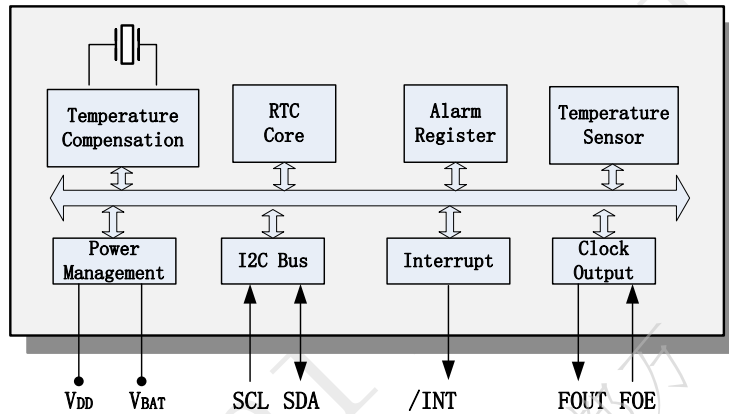 Temperature
Compensation
RTC
Core
Alarm
Register
Temperature
Sensor
Power
Management
I2C Bus
Interrupt
Clock
Output
VDD
VBAT
SCL
SDA
/INT
FOUT
FOE